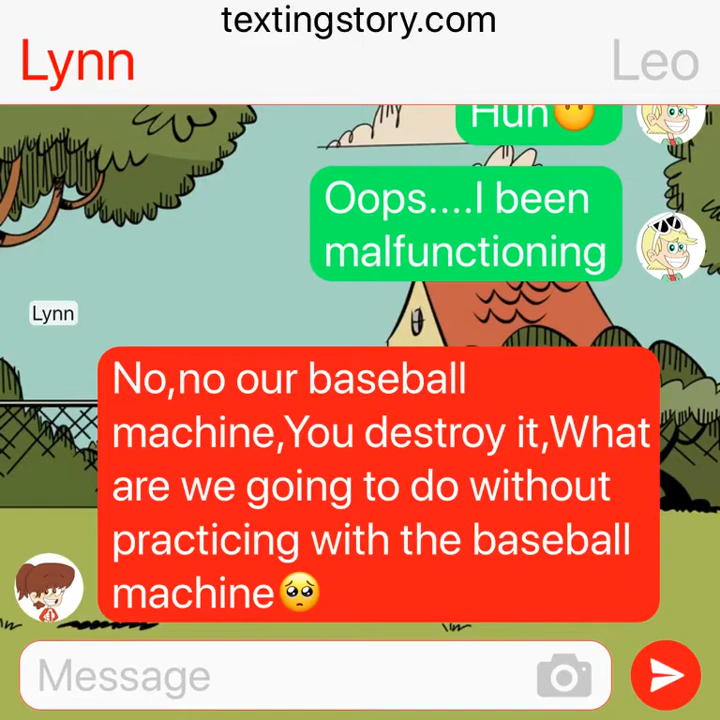 textingstory.com
Lynn
Leo
Huh😶
Oops....I been
malfunctioning
Lynn
No,no our baseball
machine,You destroy it,What
are we going to do without
practicing with the baseball
machine🥺
Message